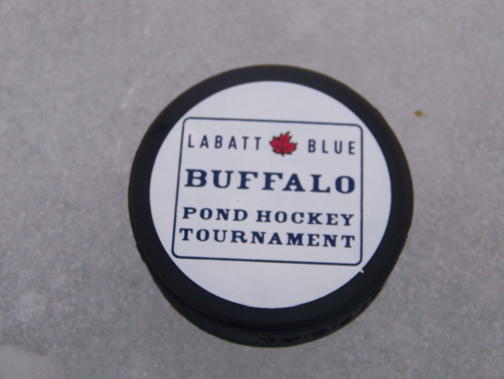 LABATT BLUE
BUFFALO
POND HOCKEY
TOURNAMENT